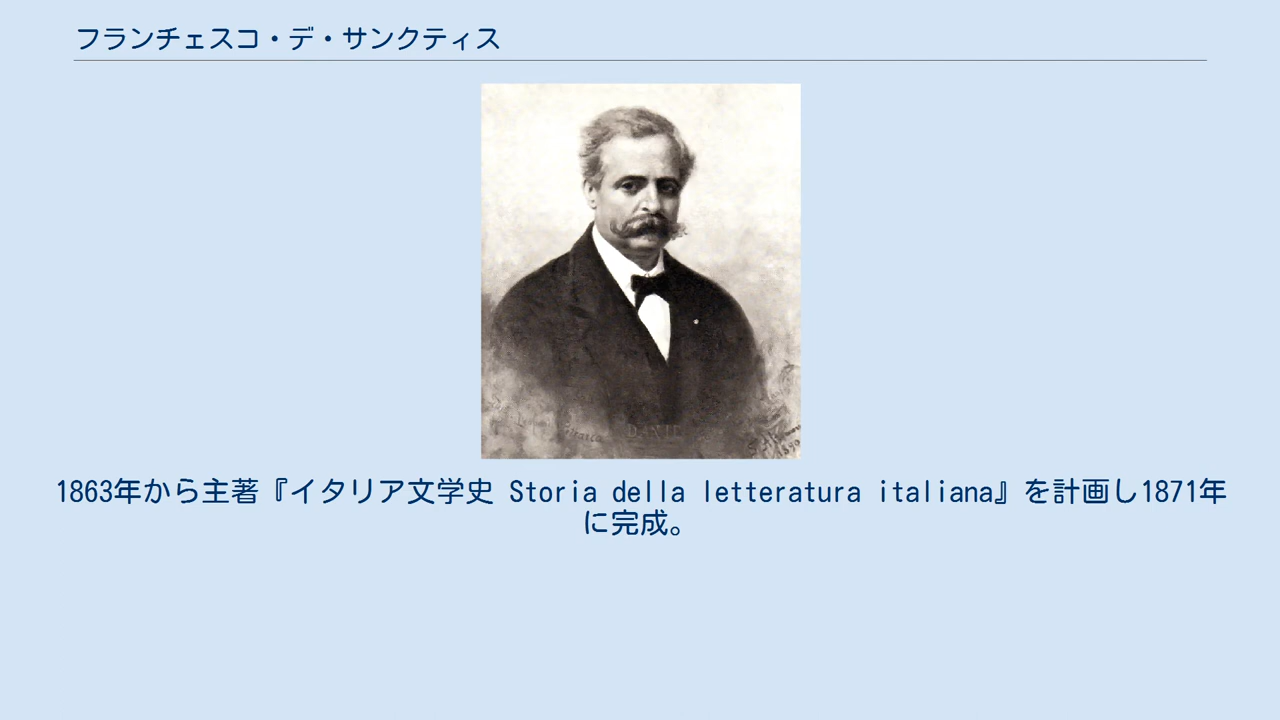 フランチェスコ・デ・サンクティス
DANTE
1863年から主著『イタリア文学史 Storia della letteratura italiana』を計画し1871年
に完成。